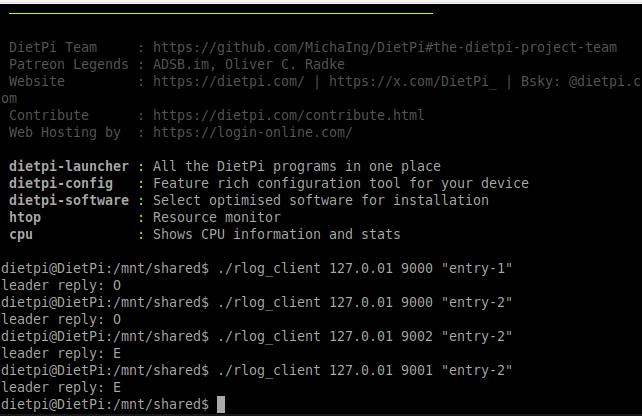 DietPi Team     : https://github.com/MichaIng/DietPi#the-dietpi-project-team
Patreon Legends : ADSB.im, Oliver C. Radke
Website         : https://dietpi.com/ | https://x.com/DietPi_ | Bsky: @dietpi.c
om
Contribute      : https://dietpi.com/contribute.html
Web Hosting by  : https://login-online.com/
dietpi-launcher : All the DietPi programs in one place
dietpi-config   : Feature rich configuration tool for your device
dietpi-software : Select optimised software for installation
htop            : Resource monitor
cpu             : Shows CPU information and stats
dietpi@DietPi:/mnt/shared$ ./rlog_client 127.0.01 9000 "entry-1"
leader reply: O
dietpi@DietPi:/mnt/shared$ ./rlog_client 127.0.01 9000 "entry-2"
leader reply: O
dietpi@DietPi:/mnt/shared$ ./rlog_client 127.0.01 9002 "entry-2"
leader reply: E
dietpi@DietPi:/mnt/shared$ ./rlog_client 127.0.01 9001 "entry-2"
leader reply: E
dietpi@DietPi:/mnt/shared$